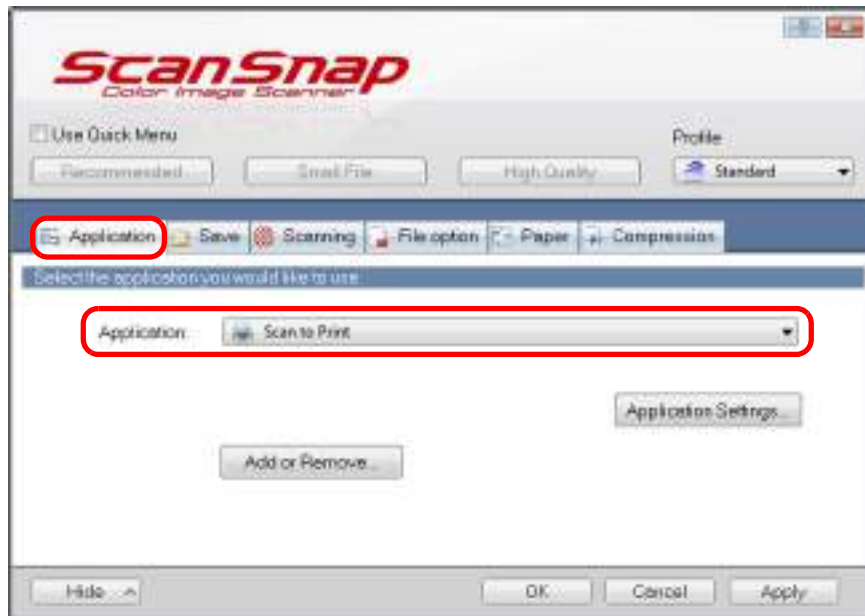 ScanSnap
Color Image Scanner
Use Quick Menu
Profile
Recommended
Small File
High Quality
Standard
Application
Save
Scanning
File option
Paper
Compression
Select the application you would like to use.
Application:
Scan to Print
Application Settings...
Add or Remove...
Hide
OK
Cancel
Apply